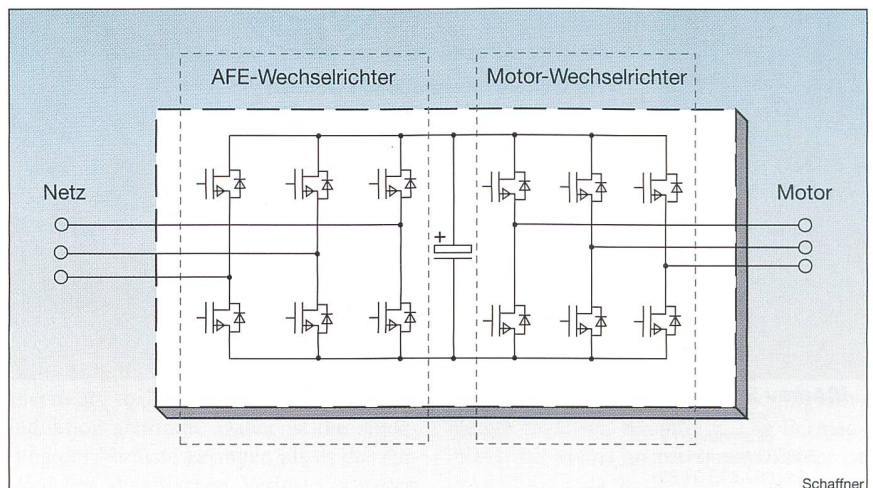 AFE-Wechselrichter
Motor-Wechselrichter
Netz
Motor
+
Schaffner